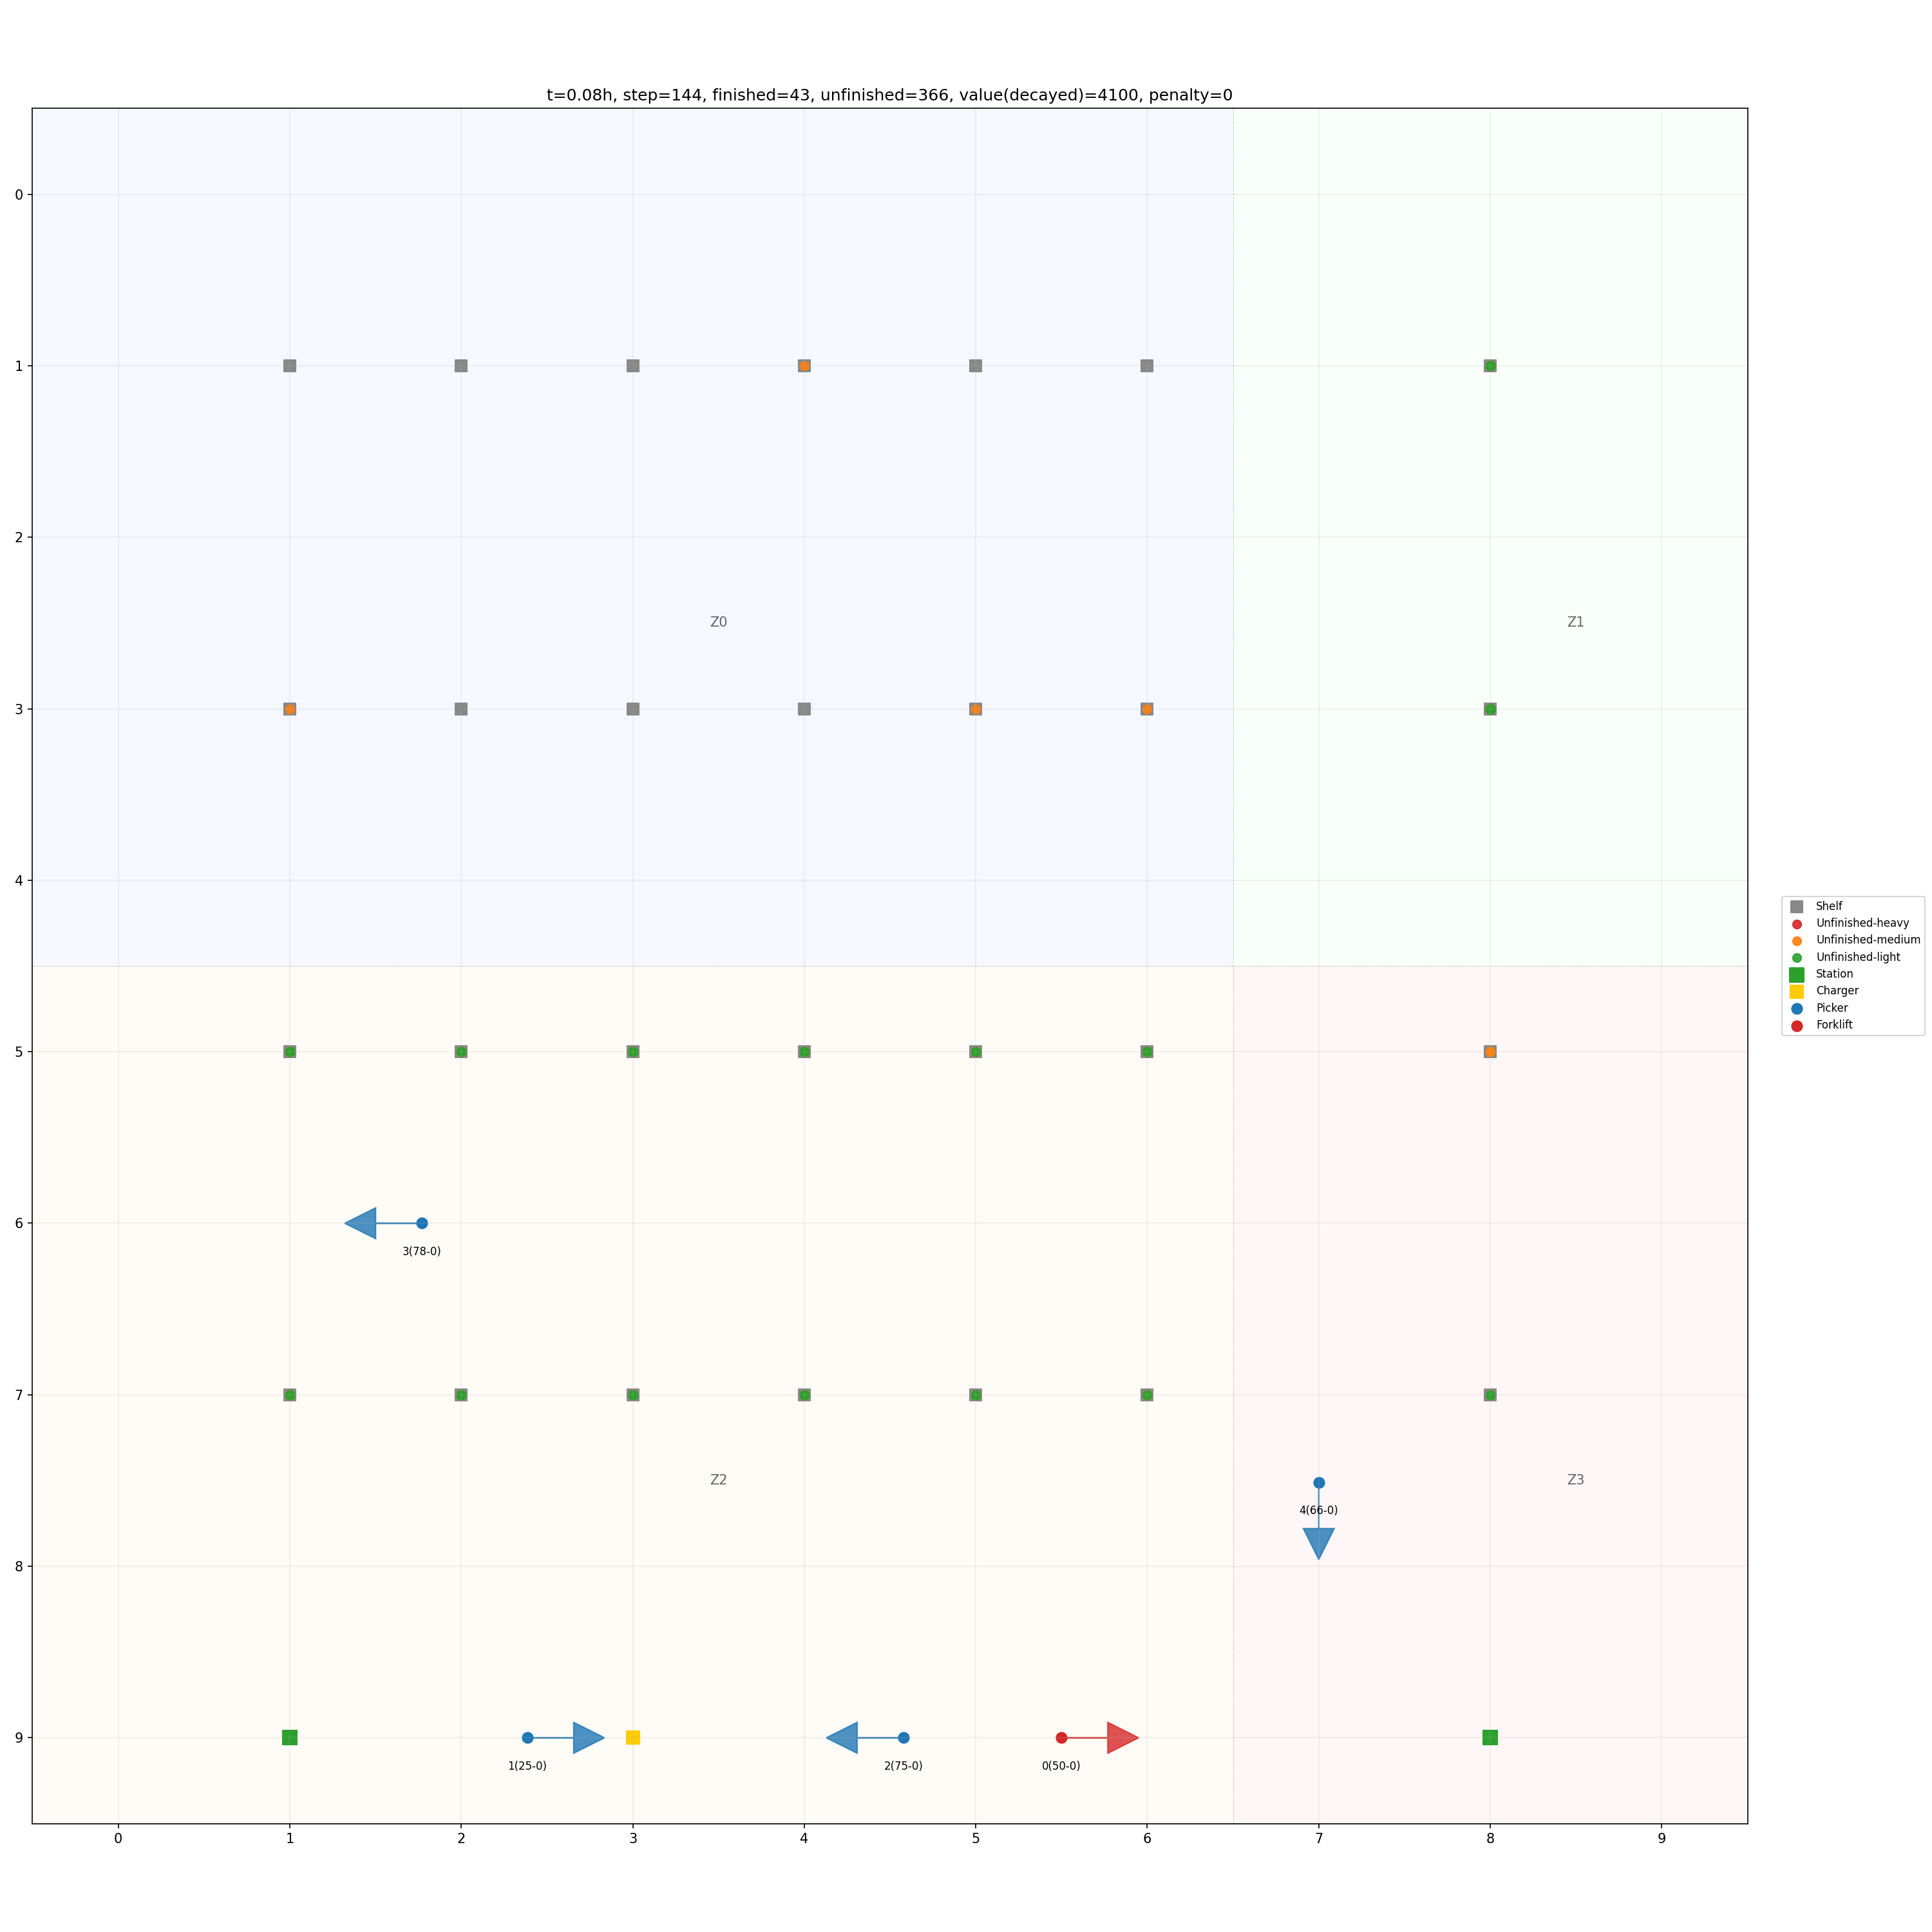 t=0.08h, step=144, finished=43, unfinished=366, value(decayed)=4100, penalty=0
0
1
2
Z0
Z1
3
4
Shelf
Unfinished-heavy
Unfinished-medium
Unfinished-light
Station
Charger
Picker
Forklift
5
6
3(78-0)
7
Z2
Z3
4(66-0)
8
9
1(25-0)
2(75-0)
0(50-0)
0 1 2 3 4 5 6 7 8 9